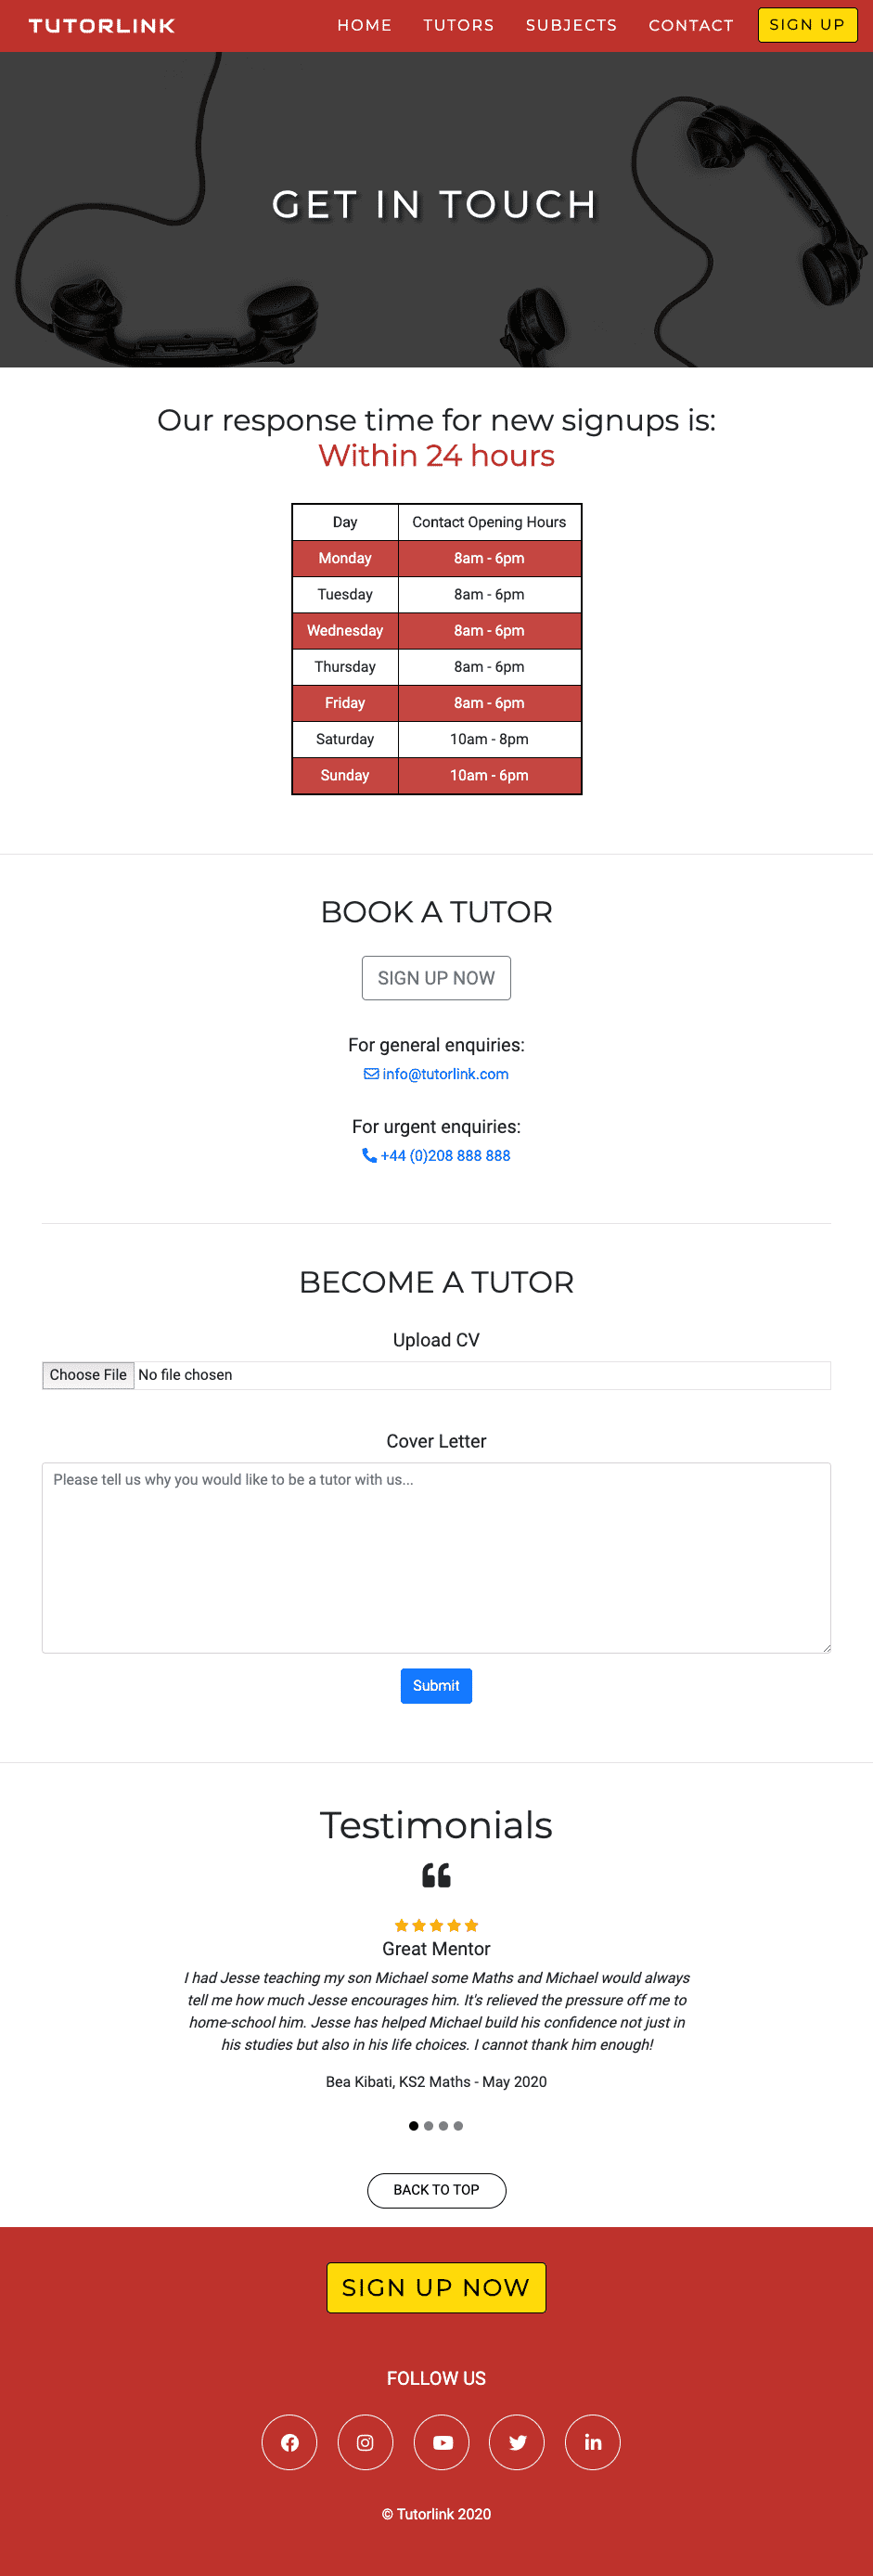 TUTORLINK
HOME TUTORS SUBJECTS CONTACT SIGN UP
GET IN TOUCH
Our response time for new signups is:
Within 24 hours
Day Contact Opening Hours
Monday 8am - 6pm
Tuesday 8am - 6pm
Wednesday 8am - 6pm
Thursday 8am - 6pm
Friday 8am - 6pm
Saturday 10am - 8pm
Sunday 10am - 6pm
BOOK A TUTOR
SIGN UP NOW
For general enquiries:
info@tutorlink.com
For urgent enquiries:
+44 (0)208 888 888
BECOME A TUTOR
Upload CV
Choose File No file chosen
Cover Letter
Please tell us why you would like to be a tutor with us...
Submit
Testimonials
Great Mentor
I had Jesse teaching my son Michael some Maths and Michael would always
tell me how much Jesse encourages him. It's relieved the pressure off me to
home-school him. Jesse has helped Michael build his confidence not just in
his studies but also in his life choices. I cannot thank him enough!
Bea Kibati, KS2 Maths - May 2020
BACK TO TOP
SIGN UP NOW
FOLLOW US
© Tutorlink 2020